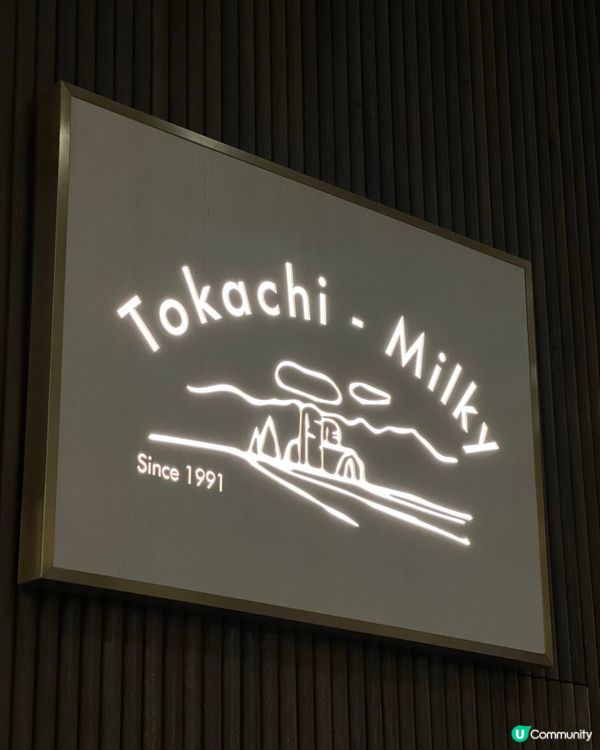 Tokachi - Milky
Since 1991
U Community